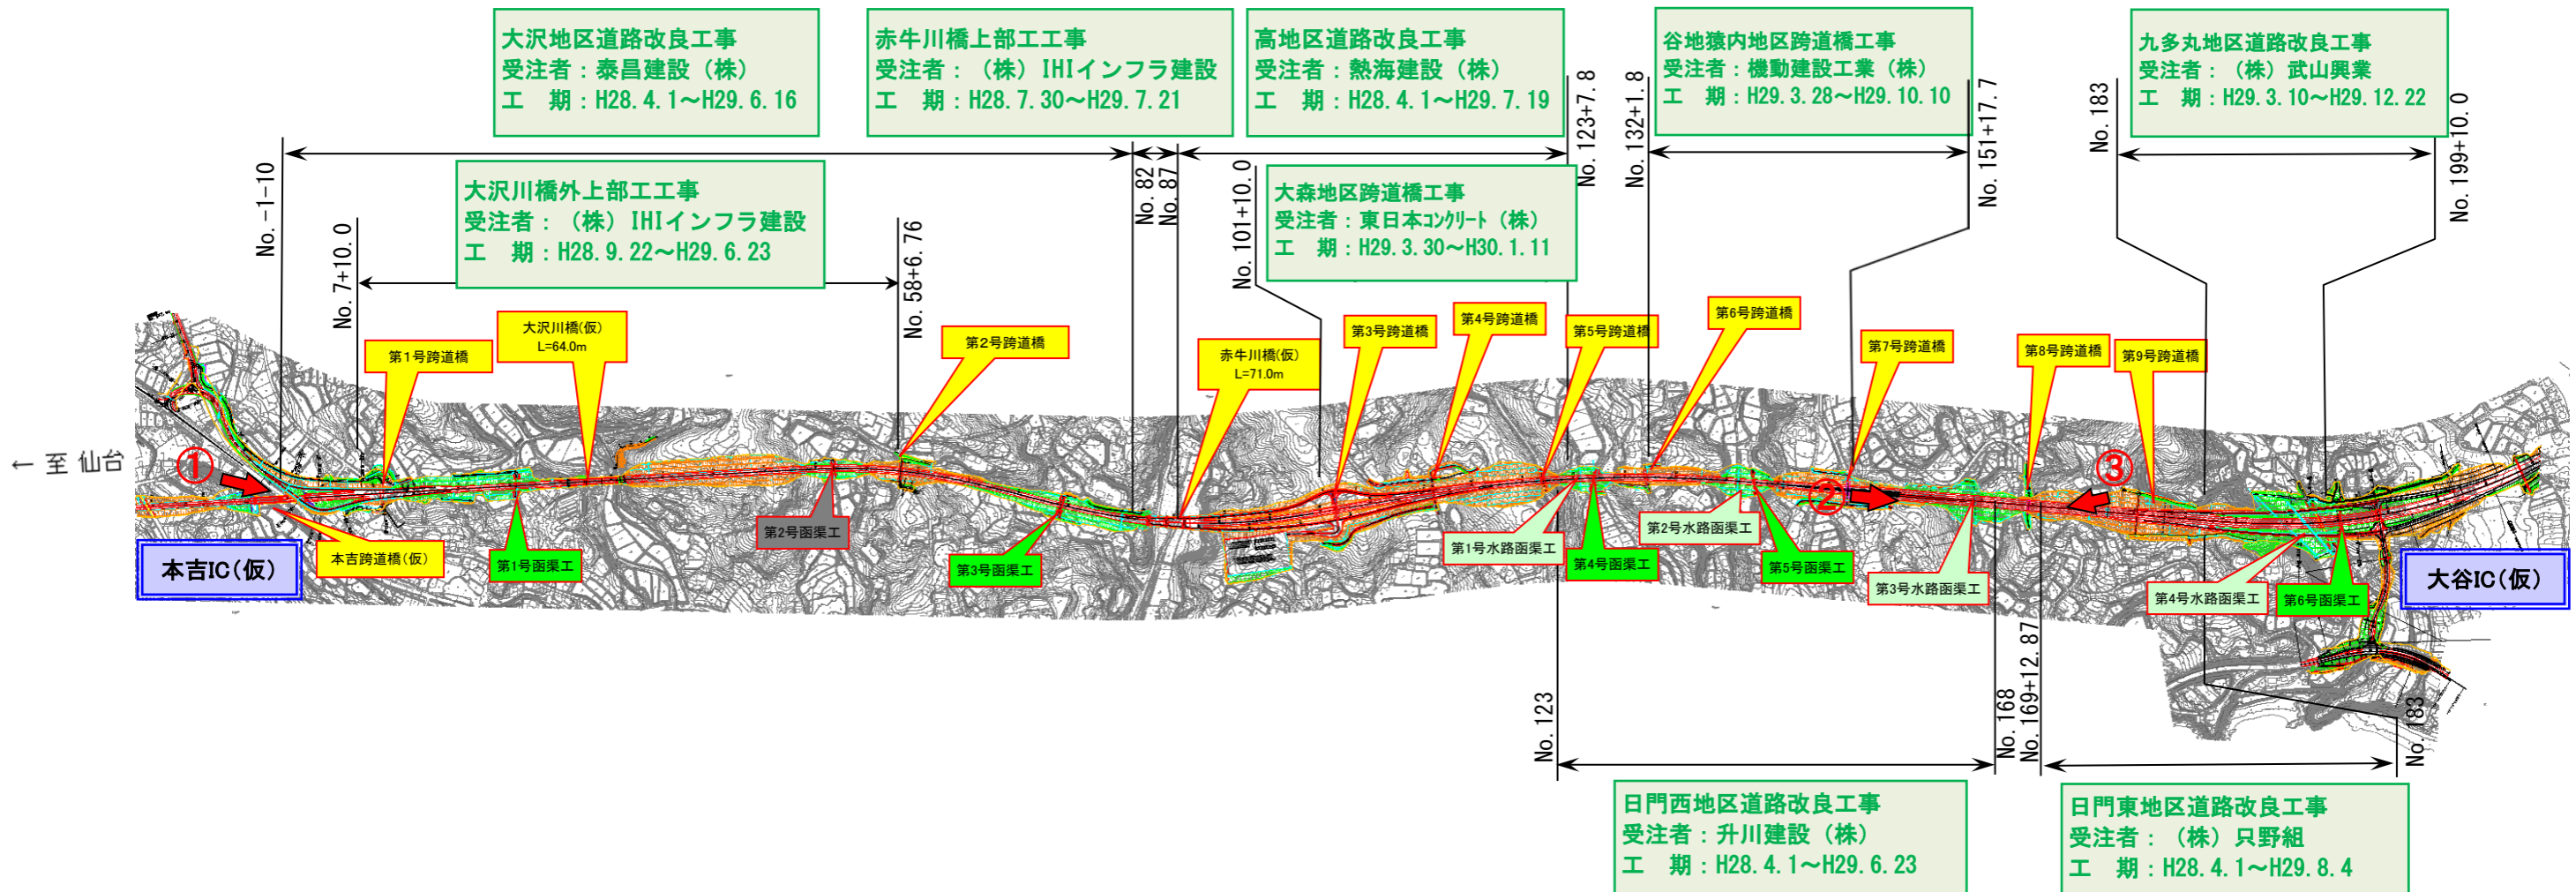 大沢地区道路改良工事
受注者：泰昌建設（株）
工　期：H28.4.1～H29.6.16
赤牛川橋上部工工事
受注者：（株）IHIインフラ建設
工　期：H28.7.30～H29.7.21
高地区道路改良工事
受注者：熱海建設（株）
工　期：H28.4.1～H29.7.19
谷地猿内地区跨道橋工事
受注者：機動建設工業（株）
工　期：H29.3.28～H29.10.10
九多丸地区道路改良工事
受注者：（株）武山興業
工　期：H29.3.10～H29.12.22
大沢川橋外上部工工事
受注者：（株）IHIインフラ建設
工　期：H28.9.22～H29.6.23
大森地区跨道橋工事
受注者：東日本コンクリート（株）
工　期：H29.3.30～H30.1.11
No.-1-10
No.7+10.0
No.58+6.76
No.82
No.87
No.101+10.0
No.123+7.8
No.132+1.8
No.151+17.7
No.183
No.199+10.0
第1号跨道橋
大沢川橋(仮)
L=64.0m
第2号跨道橋
赤牛川橋(仮)
L=71.0m
第3号跨道橋
第4号跨道橋
第5号跨道橋
第6号跨道橋
第7号跨道橋
第8号跨道橋
第9号跨道橋
← 至 仙台
①
②
③
本吉IC(仮)
本吉跨道橋(仮)
第1号函渠工
第2号函渠工
第3号函渠工
第1号水路函渠工
第4号函渠工
第2号水路函渠工
第5号函渠工
第3号水路函渠工
第4号水路函渠工
第6号函渠工
大谷IC(仮)
No.123
No.168
No.169+12.87
No.183
日門西地区道路改良工事
受注者：升川建設（株）
工　期：H28.4.1～H29.6.23
日門東地区道路改良工事
受注者：（株）只野組
工　期：H28.4.1～H29.8.4